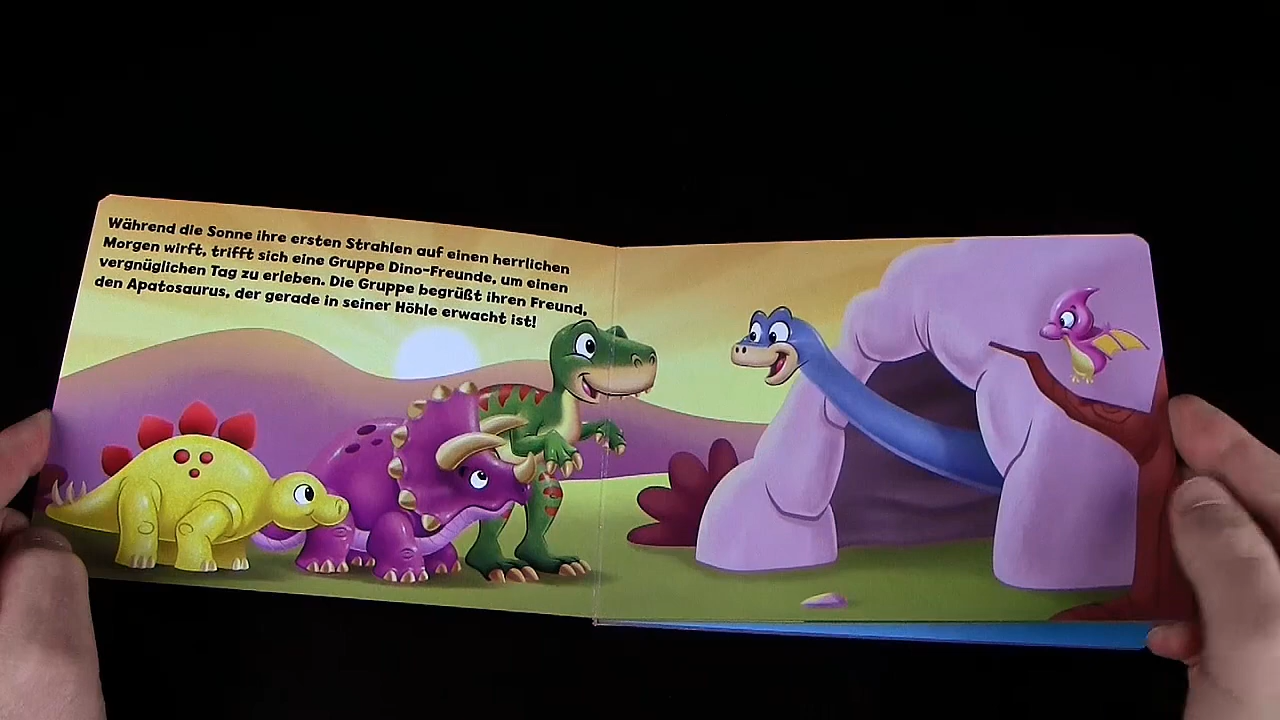 Während die Sonne ihre ersten Strahlen auf einen herrlichen
Morgen wirft, trifft sich eine Gruppe Dino-Freunde, um einen
vergnüglichen Tag zu erleben. Die Gruppe begrüßt ihren Freund,
den Apatosaurus, der gerade in seiner Höhle erwacht ist!